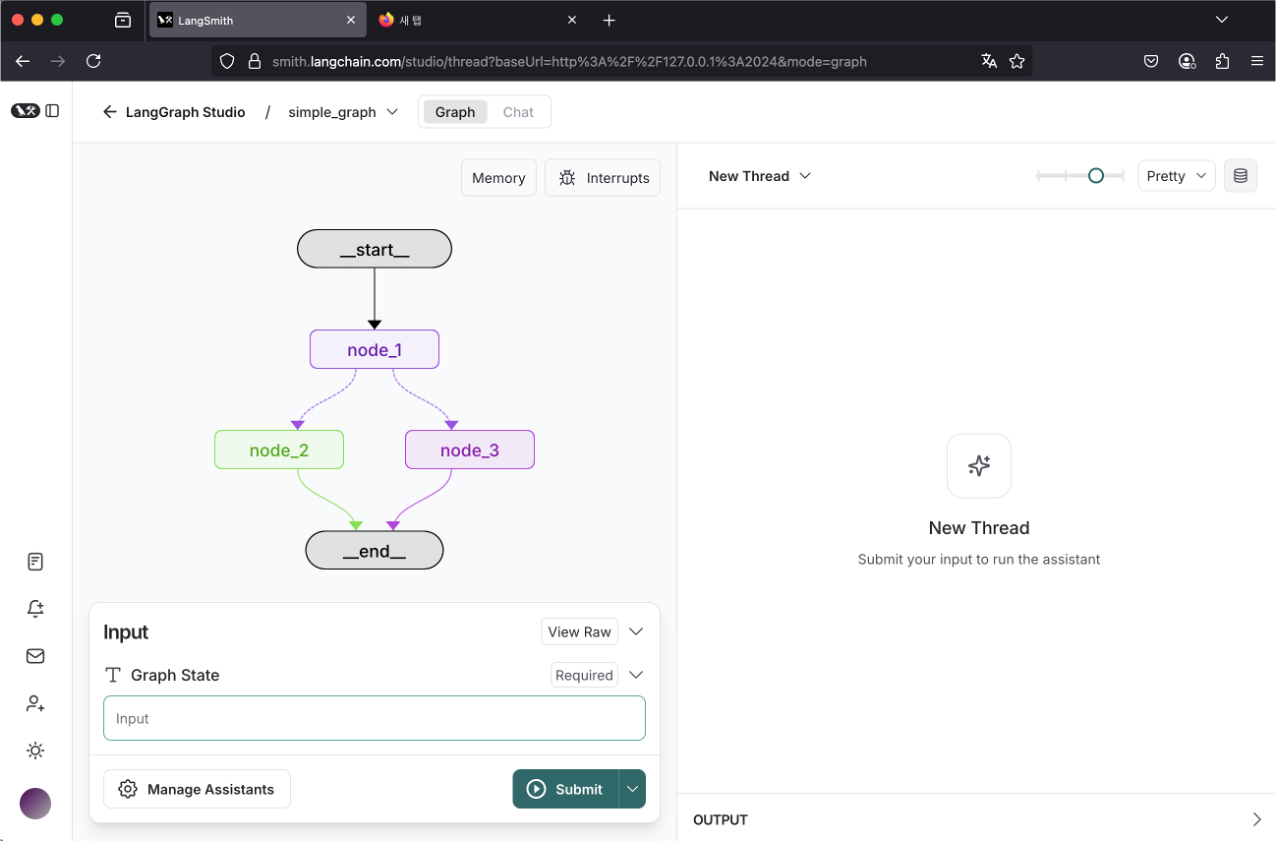 LangSmith
새 탭
smith.langchain.com/studio/thread?baseUrl=http%3A%2F%2F127.0.0.1%3A2024&mode=graph
LangGraph Studio / simple_graph
Graph
Chat
Memory
Interrupts
New Thread
Pretty
__start__
node_1
node_2
node_3
__end__
New Thread
Submit your input to run the assistant
Input
View Raw
Graph State
Required
Input
Manage Assistants
Submit
OUTPUT